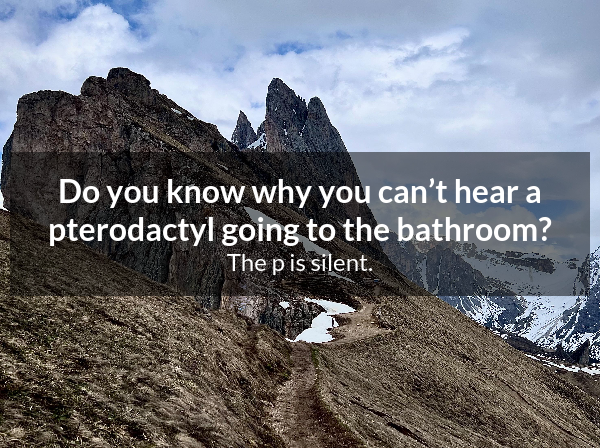 Do you know why you can’t hear a
pterodactyl going to the bathroom?
The p is silent.